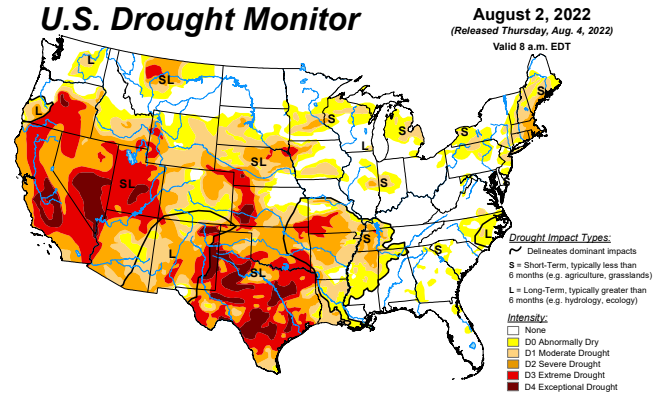 U.S. Drought Monitor
August 2, 2022
(Released Thursday, Aug. 4, 2022)
Valid 8 a.m. EDT
L
SL
S
S
L
S
S
L
SL
S
SL
L
S
S
L
SL
Drought Impact Types:
Delineates dominant impacts
S = Short-Term, typically less than
6 months (e.g. agriculture, grasslands)
L = Long-Term, typically greater than
6 months (e.g. hydrology, ecology)
Intensity:
None
D0 Abnormally Dry
D1 Moderate Drought
D2 Severe Drought
D3 Extreme Drought
D4 Exceptional Drought